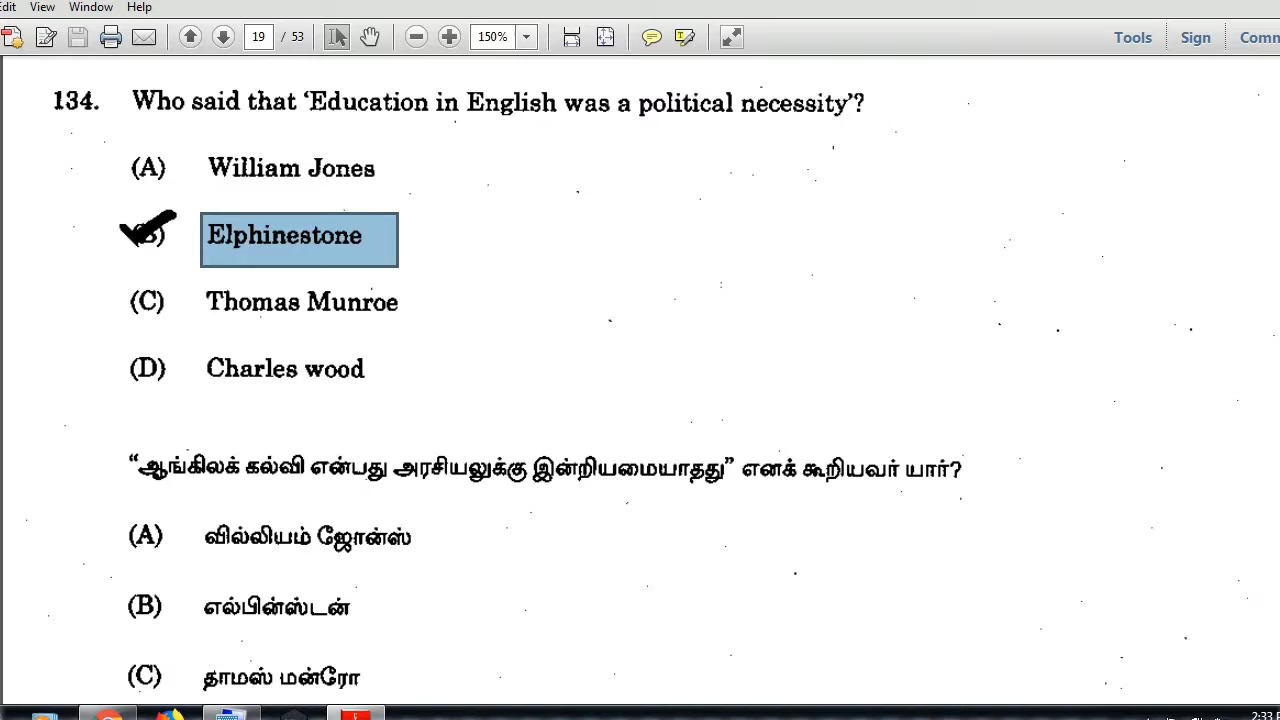 Edit View Window Help
19 / 53 150% Tools Sign
134. Who said that ‘Education in English was a political necessity’?
(A) William Jones
(B) Elphinestone
(C) Thomas Munroe
(D) Charles wood
“ஆங்கிலக் கல்வி என்பது அரசியலுக்கு இன்றியமையாதது” எனக் கூறியவர் யார்?
(A) வில்லியம் ஜோன்ஸ்
(B) எல்பின்ஸ்டன்
(C) தாமஸ் மன்ரோ